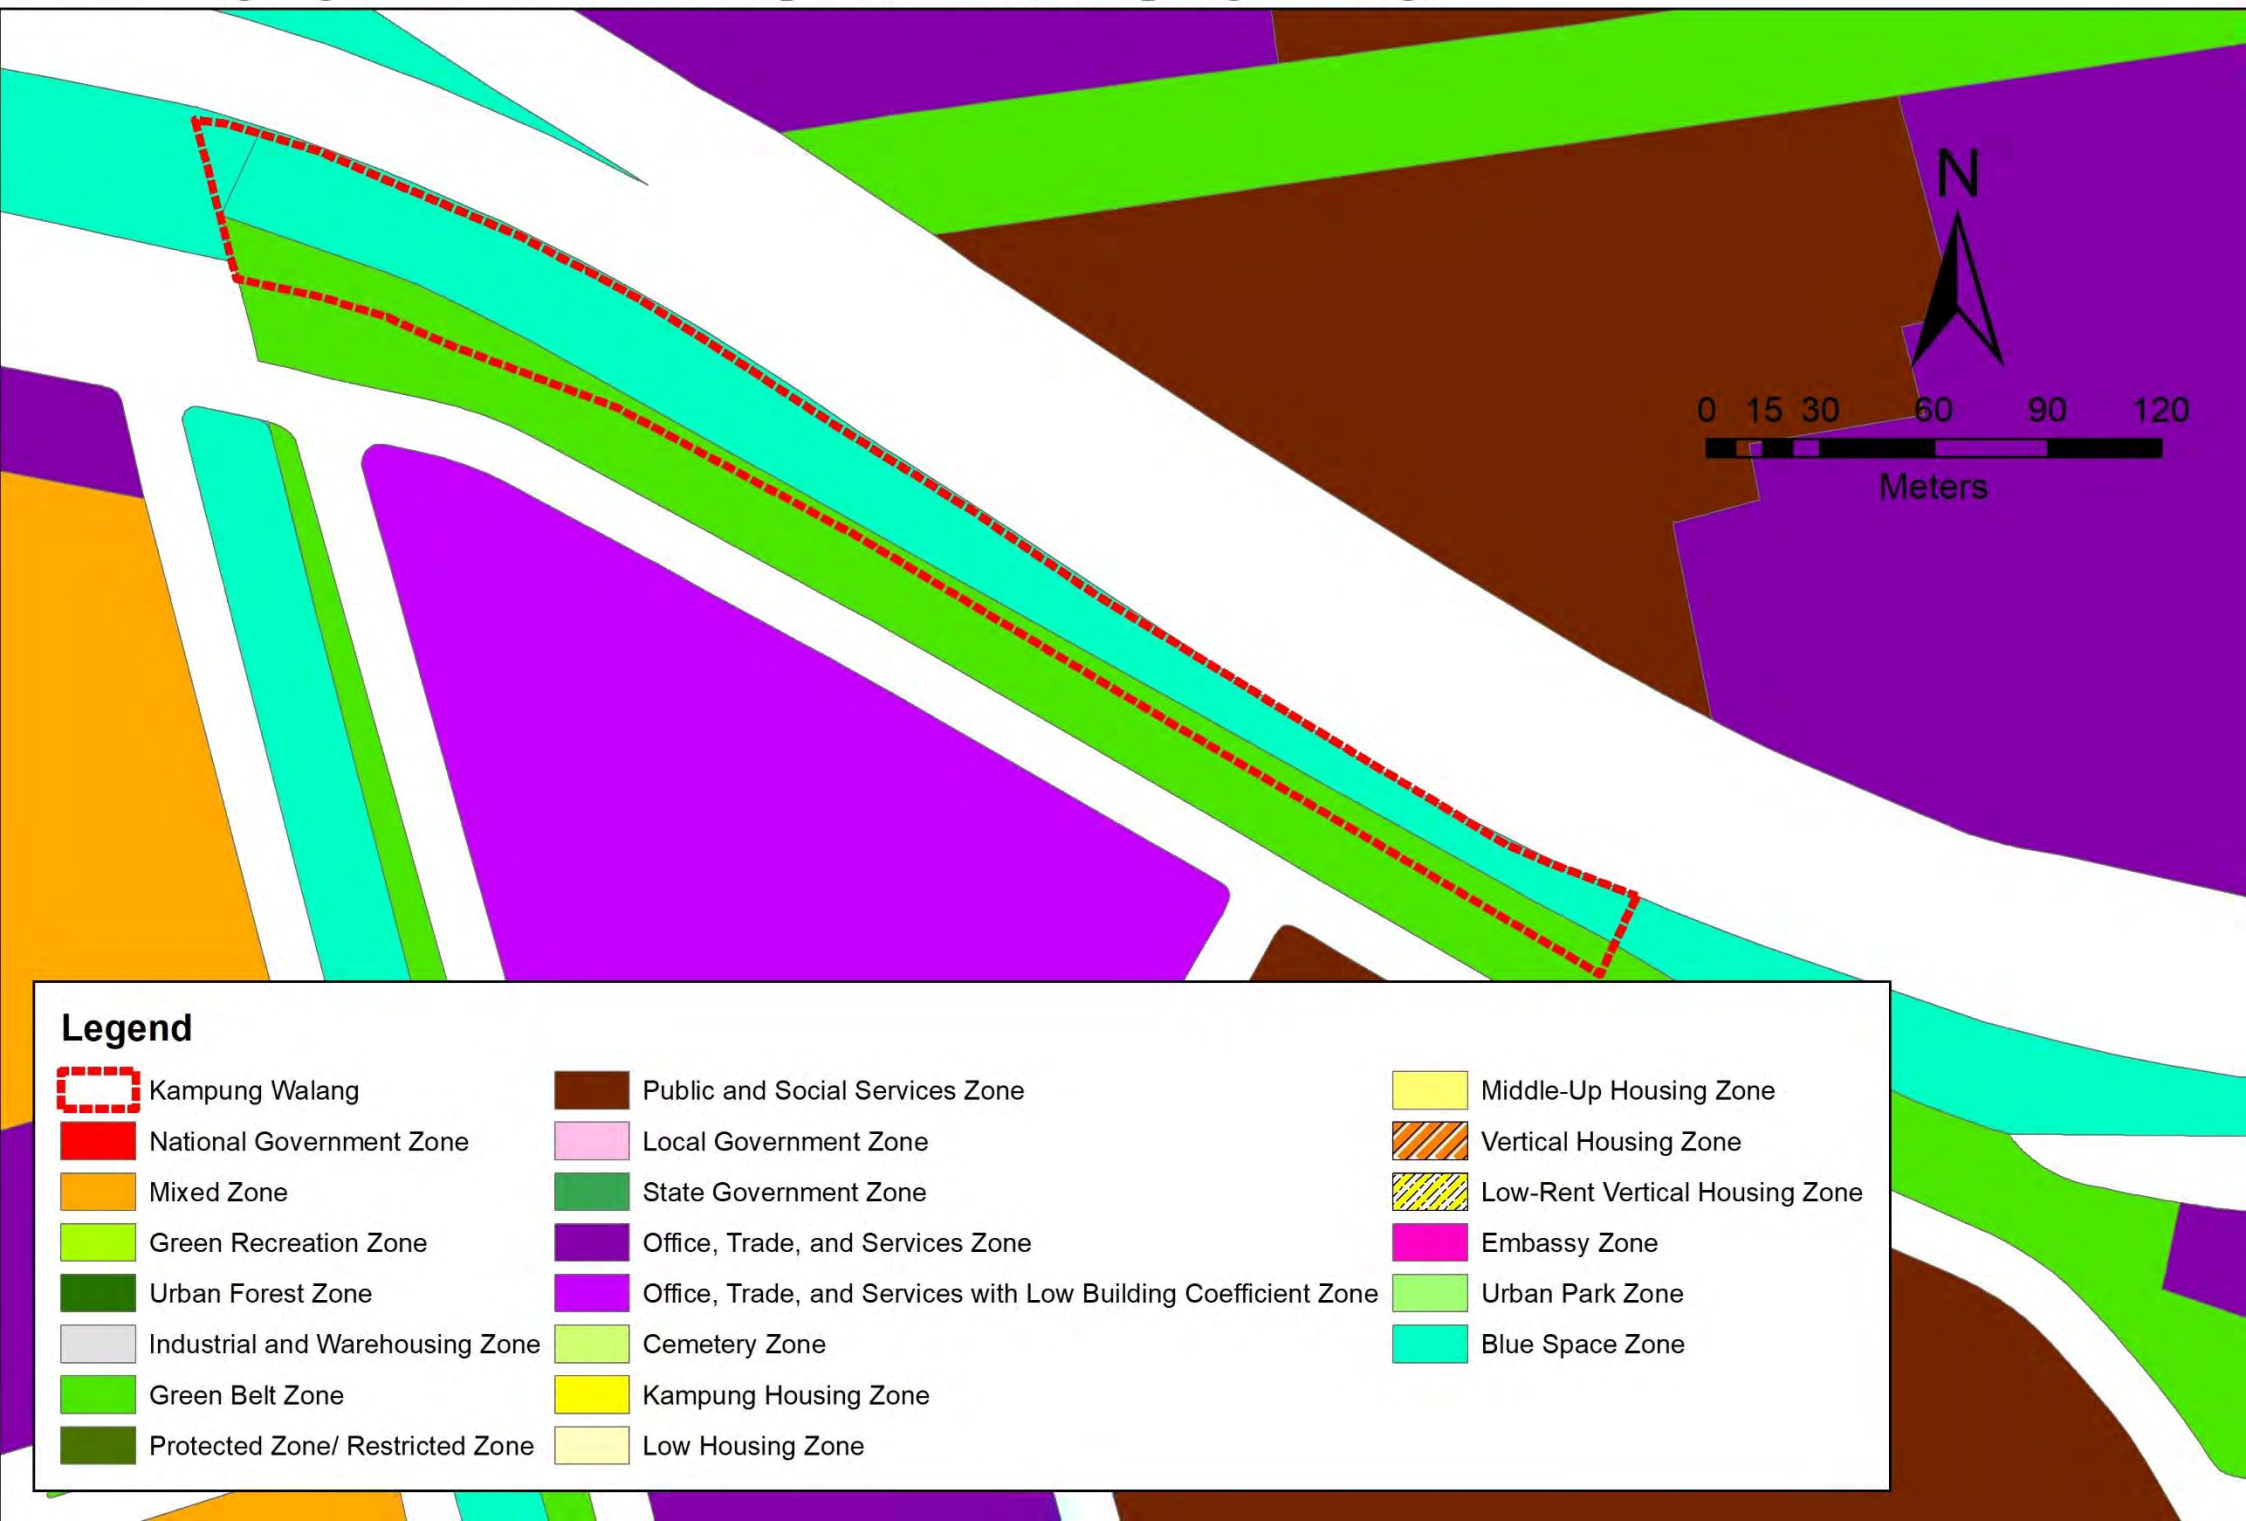 N
0 15 30 60 90 120
Meters
Legend
Kampung Walang
National Government Zone
Mixed Zone
Green Recreation Zone
Urban Forest Zone
Industrial and Warehousing Zone
Green Belt Zone
Protected Zone/ Restricted Zone
Public and Social Services Zone
Local Government Zone
State Government Zone
Office, Trade, and Services Zone
Office, Trade, and Services with Low Building Coefficient Zone
Cemetery Zone
Kampung Housing Zone
Low Housing Zone
Middle-Up Housing Zone
Vertical Housing Zone
Low-Rent Vertical Housing Zone
Embassy Zone
Urban Park Zone
Blue Space Zone